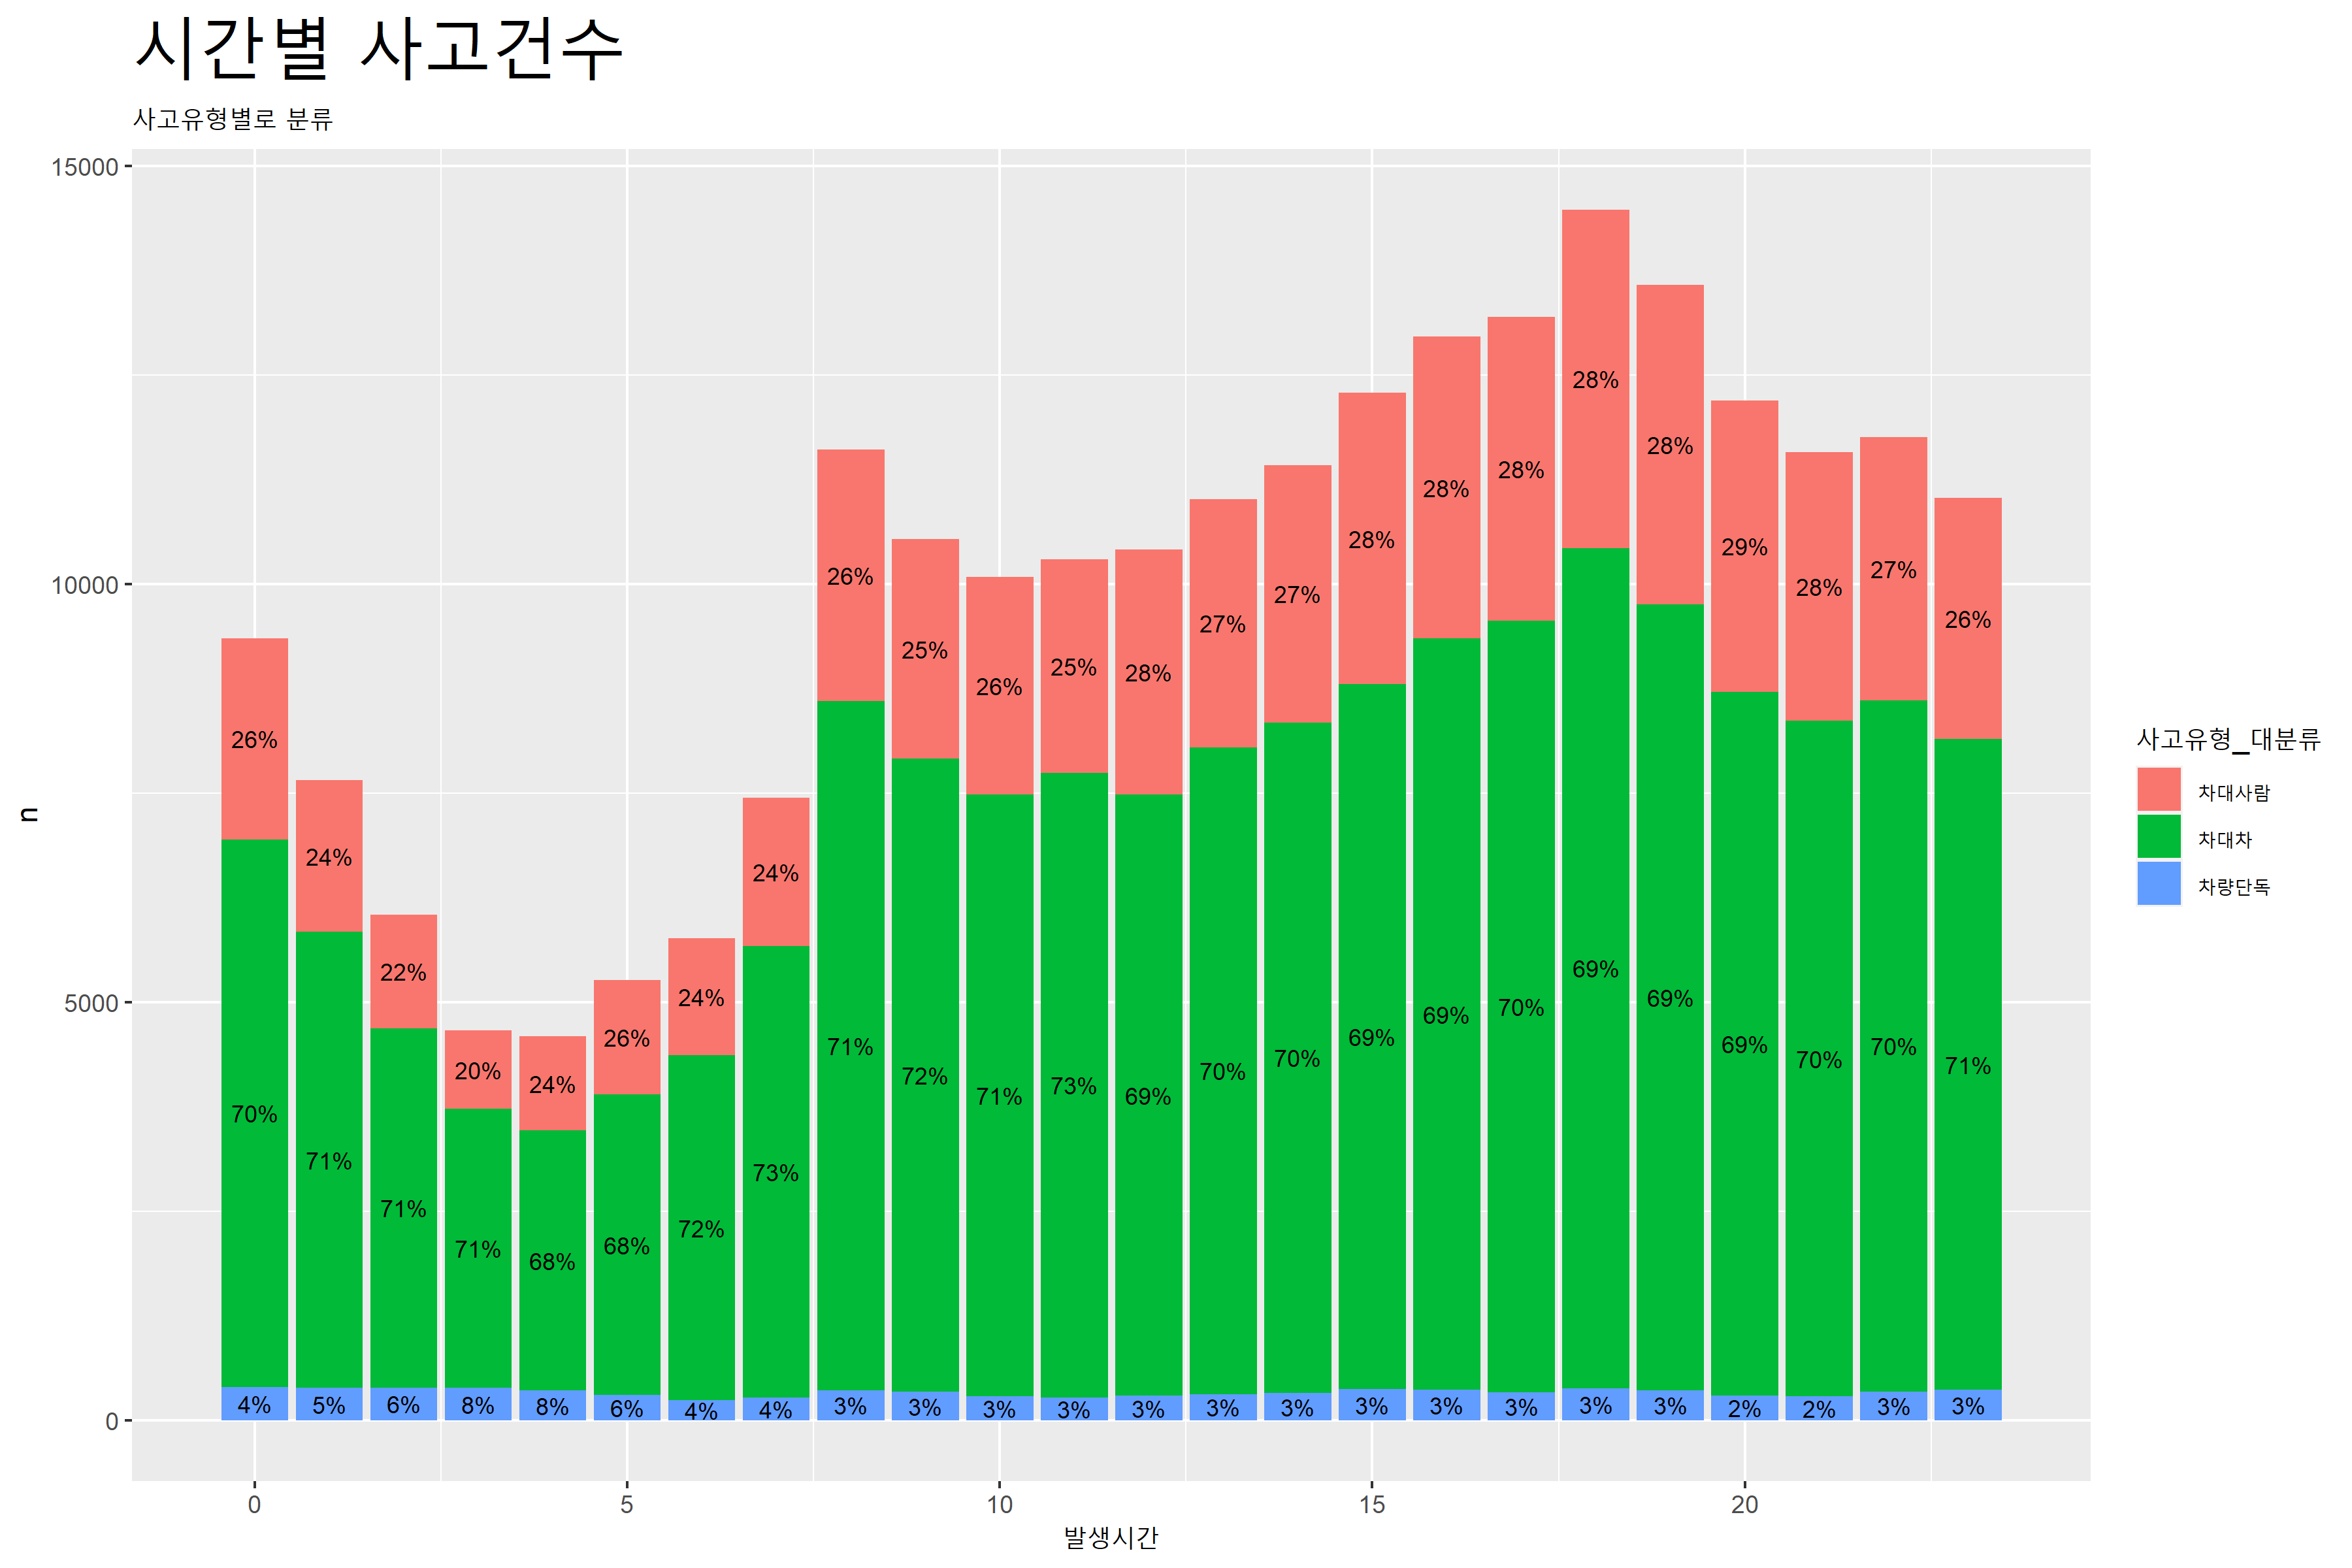 시간별 사고건수
사고유형별로 분류
15000
10000
5000
0
n
26% 24% 22% 20% 24% 26% 24% 24% 26% 25% 26% 25% 28% 27% 27% 28% 28% 28% 28% 28% 29% 28% 27% 26%
70% 71% 71% 71% 68% 68% 72% 73% 71% 72% 71% 73% 69% 70% 70% 69% 69% 70% 69% 69% 69% 70% 70% 71%
4% 5% 6% 8% 8% 6% 4% 4% 3% 3% 3% 3% 3% 3% 3% 3% 3% 3% 3% 3% 2% 2% 3% 3%
0 5 10 15 20
발생시간
사고유형_대분류
차대사람
차대차
차량단독